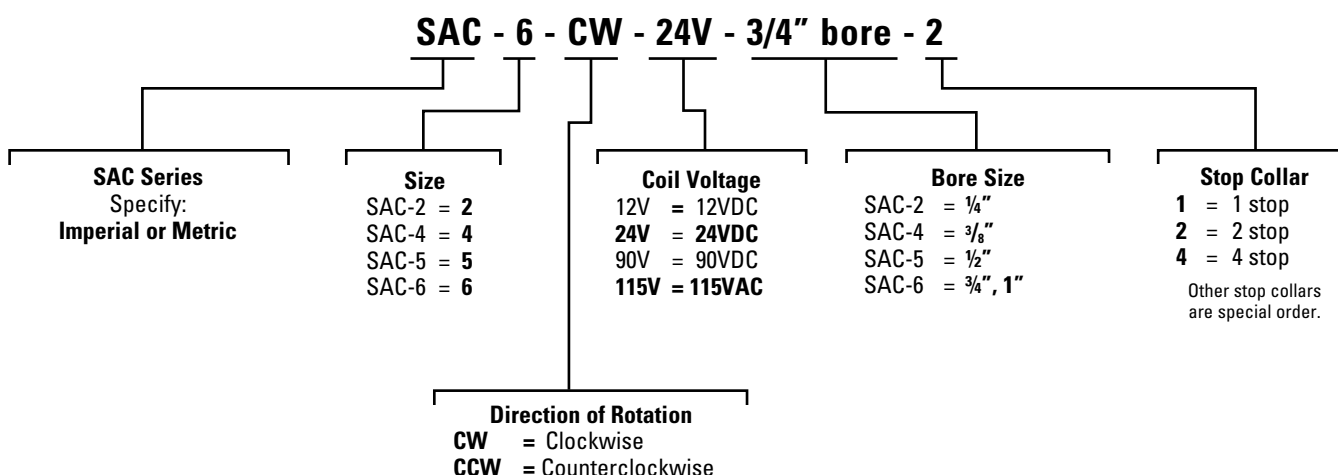 SAC - 6 - CW - 24V - 3/4" bore - 2
SAC Series
Specify:
Imperial or Metric
Size
SAC-2 = 2
SAC-4 = 4
SAC-5 = 5
SAC-6 = 6
Coil Voltage
12V = 12VDC
24V = 24VDC
90V = 90VDC
115V = 115VAC
Bore Size
SAC-2 = ¼"
SAC-4 = ³/₈"
SAC-5 = ½"
SAC-6 = ¾", 1"
Stop Collar
1 = 1 stop
2 = 2 stop
4 = 4 stop
Other stop collars
are special order.
Direction of Rotation
CW = Clockwise
CCW = Counterclockwise